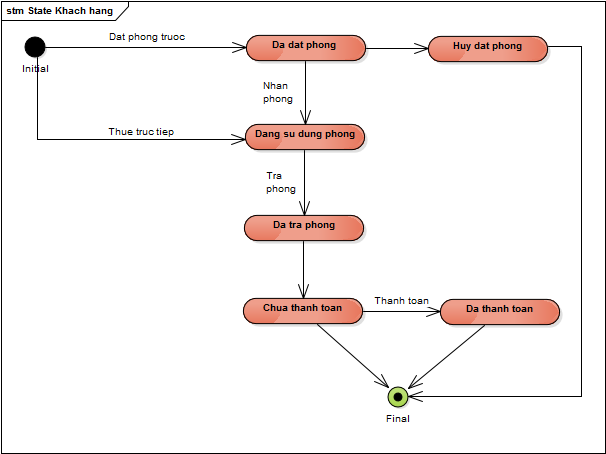 stm State Khach hang
Dat phong truoc
Da dat phong
Huy dat phong
Initial
Nhan
phong
Thue truc tiep
Dang su dung phong
Tra
phong
Da tra phong
Chua thanh toan
Thanh toan
Da thanh toan
Final